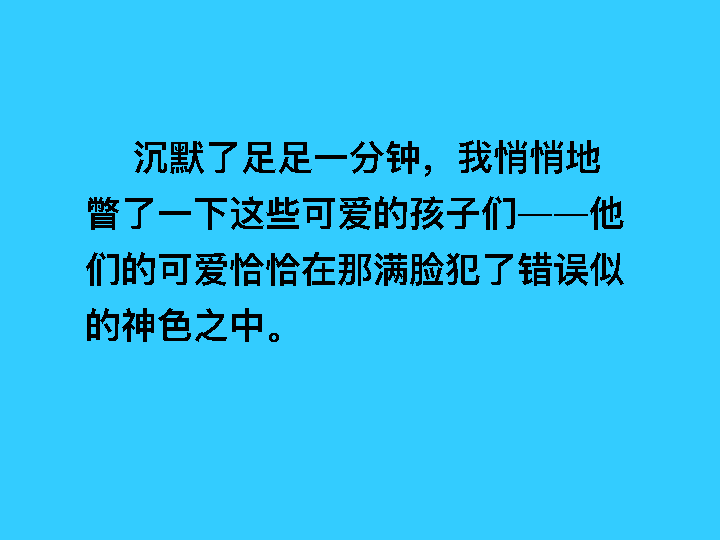 沉默了足足一分钟，我悄悄地
瞥了一下这些可爱的孩子们——他
们的可爱恰恰在那满脸犯了错误似
的神色之中。